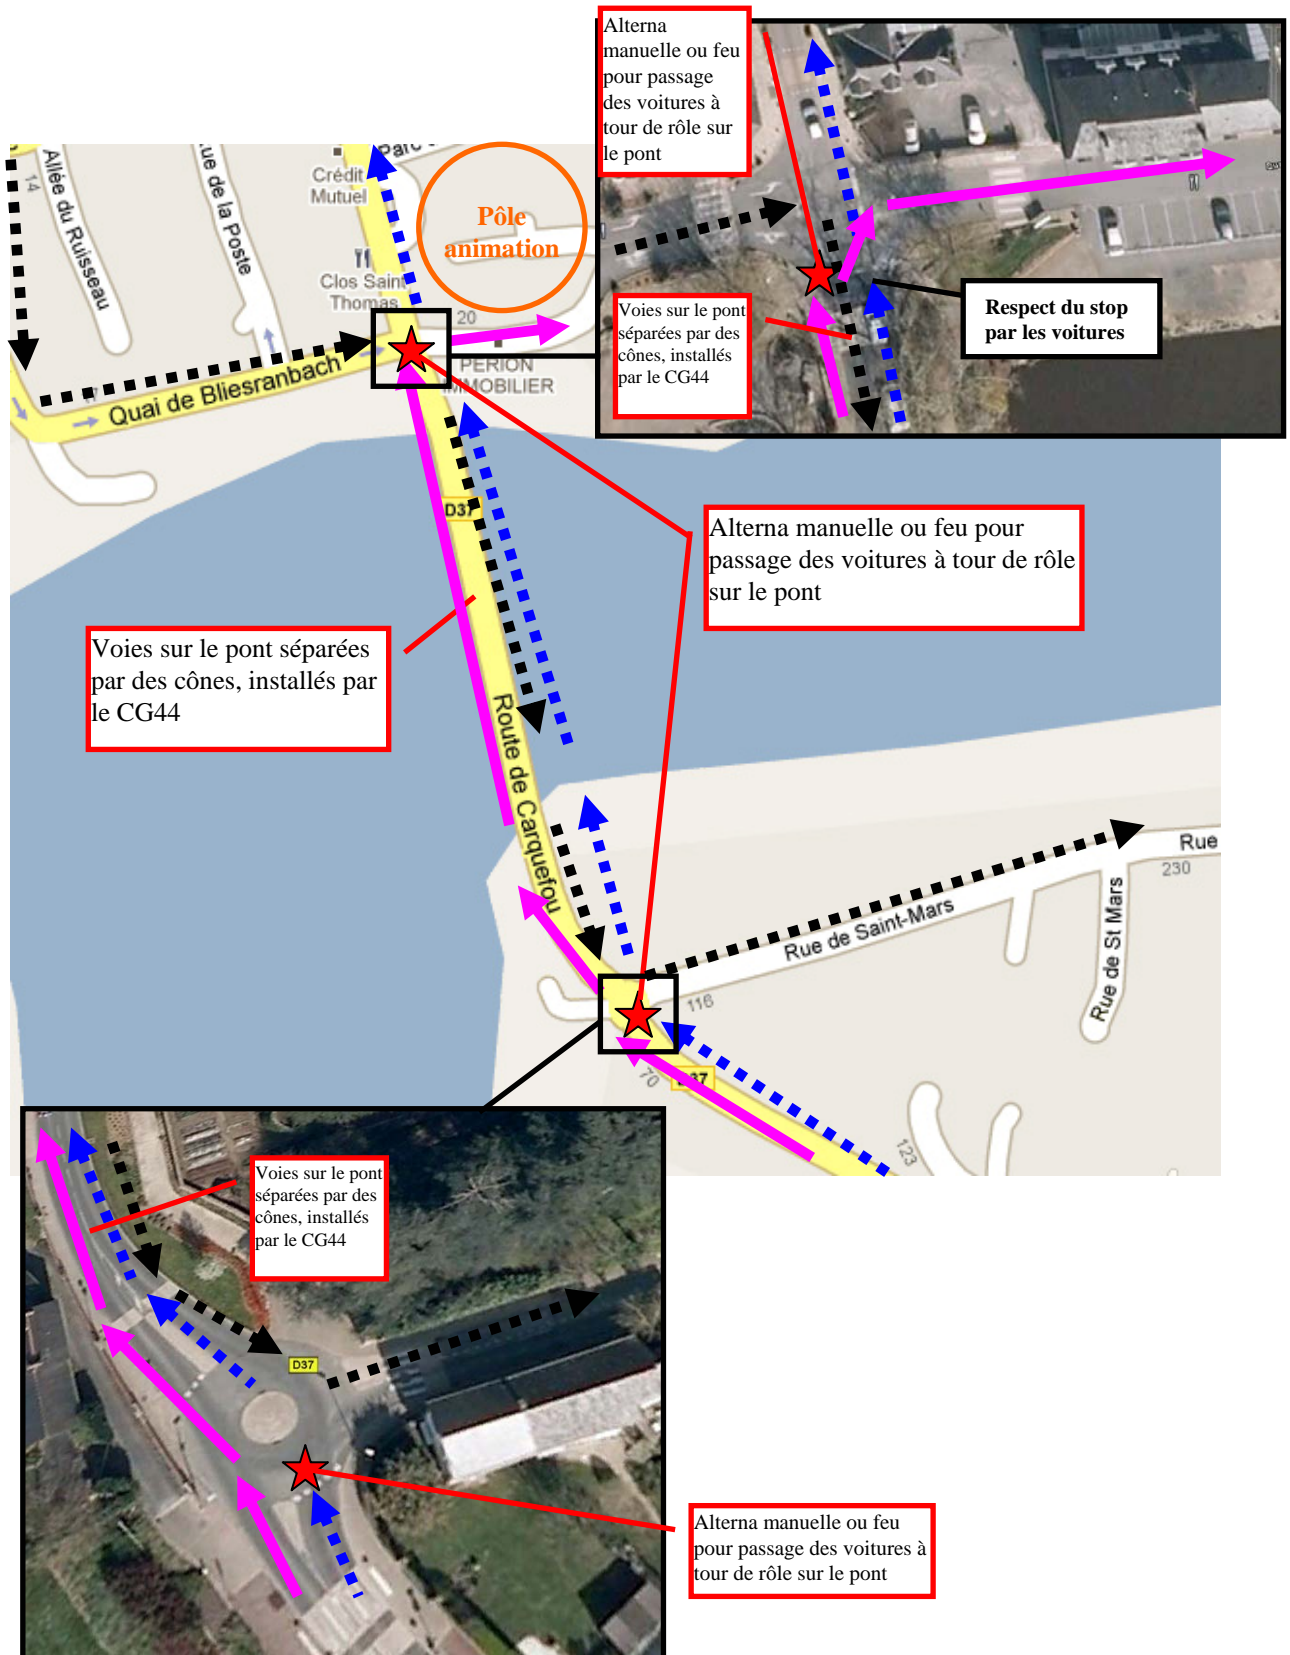 Alterna
manuelle ou feu
pour passage
des voitures à
tour de rôle sur
le pont
Voies sur le pont
séparées par des
cônes, installés
par le CG44
Respect du stop
par les voitures
14
Allée du Ruisseau
Rue de la Poste
Crédit
Mutuel
Parc
Pôle
animation
Clos Saint
Thomas
20
PERION
IMMOBILIER
17
Quai de Bliesranbach
D37
Alterna manuelle ou feu pour
passage des voitures à tour de rôle
sur le pont
Voies sur le pont séparées
par des cônes, installés par
le CG44
Route de Carquefou
Rue
230
Rue de Saint-Mars
Rue de St Mars
116
70
D37
123
Voies sur le pont
séparées par des
cônes, installés
par le CG44
D37
Alterna manuelle ou feu
pour passage des voitures à
tour de rôle sur le pont